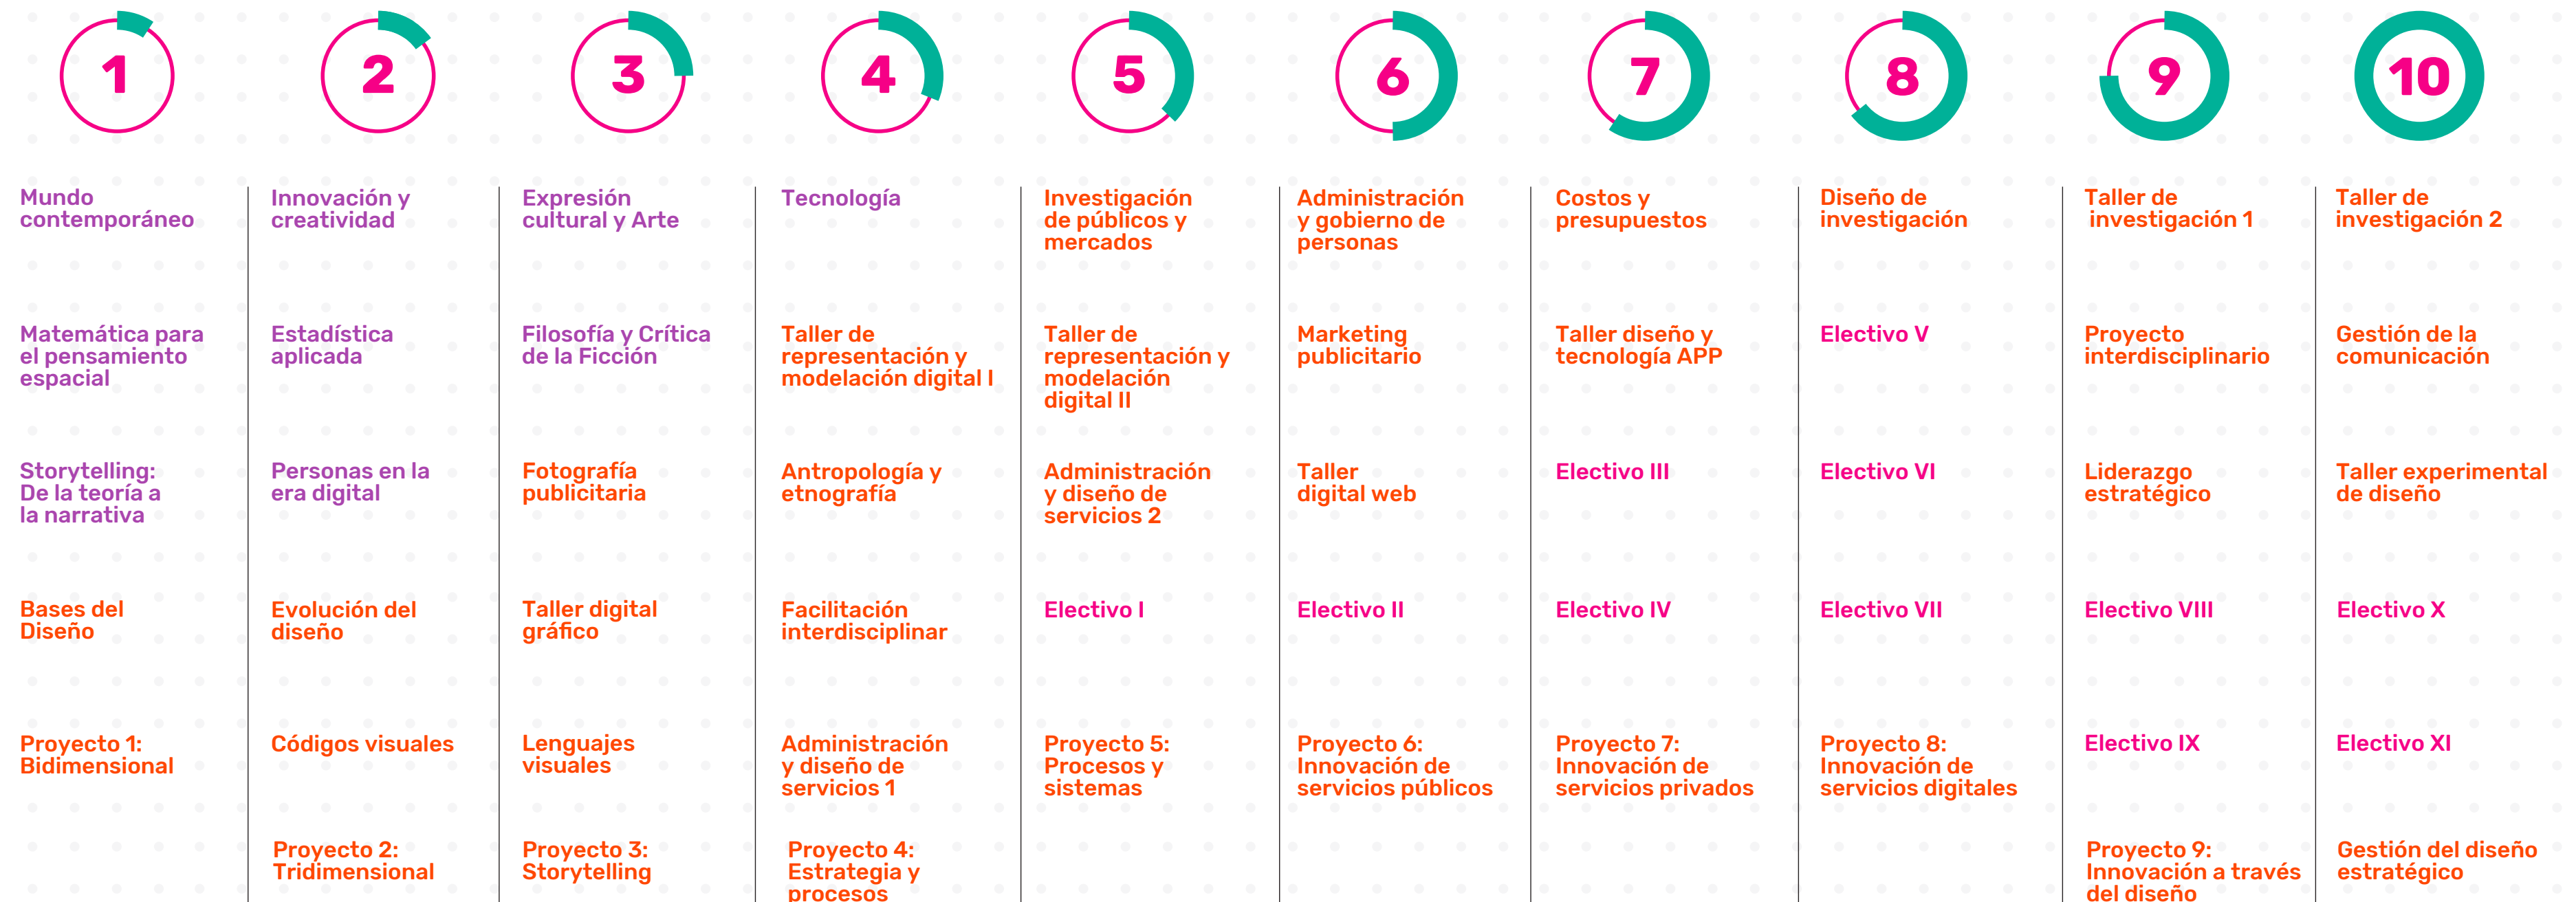 1
Mundo
contemporáneo
Matemática para
el pensamiento
espacial
Storytelling:
De la teoría a
la narrativa
Bases del
Diseño
Proyecto 1:
Bidimensional
2
Innovación y
creatividad
Estadística
aplicada
Personas en la
era digital
Evolución del
diseño
Códigos visuales
Proyecto 2:
Tridimensional
3
Expresión
cultural y Arte
Filosofía y Crítica
de la Ficción
Fotografía
publicitaria
Taller digital
gráfico
Lenguajes
visuales
Proyecto 3:
Storytelling
4
Tecnología
Taller de
representación y
modelación digital I
Antropología y
etnografía
Facilitación
interdisciplinar
Administración
y diseño de
servicios 1
Proyecto 4:
Estrategia y
procesos
5
Investigación
de públicos y
mercados
Taller de
representación y
modelación
digital II
Administración
y diseño de
servicios 2
Electivo I
Proyecto 5:
Procesos y
sistemas
6
Administración
y gobierno de
personas
Marketing
publicitario
Taller
digital web
Electivo II
Proyecto 6:
Innovación de
servicios públicos
7
Costos y
presupuestos
Taller diseño y
tecnología APP
Electivo III
Electivo IV
Proyecto 7:
Innovación de
servicios privados
8
Diseño de
investigación
Electivo V
Electivo VI
Electivo VII
Proyecto 8:
Innovación de
servicios digitales
9
Taller de
investigación 1
Proyecto
interdisciplinario
Liderazgo
estratégico
Electivo VIII
Electivo IX
Proyecto 9:
Innovación a través
del diseño
10
Taller de
investigación 2
Gestión de la
comunicación
Taller experimental
de diseño
Electivo X
Electivo XI
Gestión del diseño
estratégico